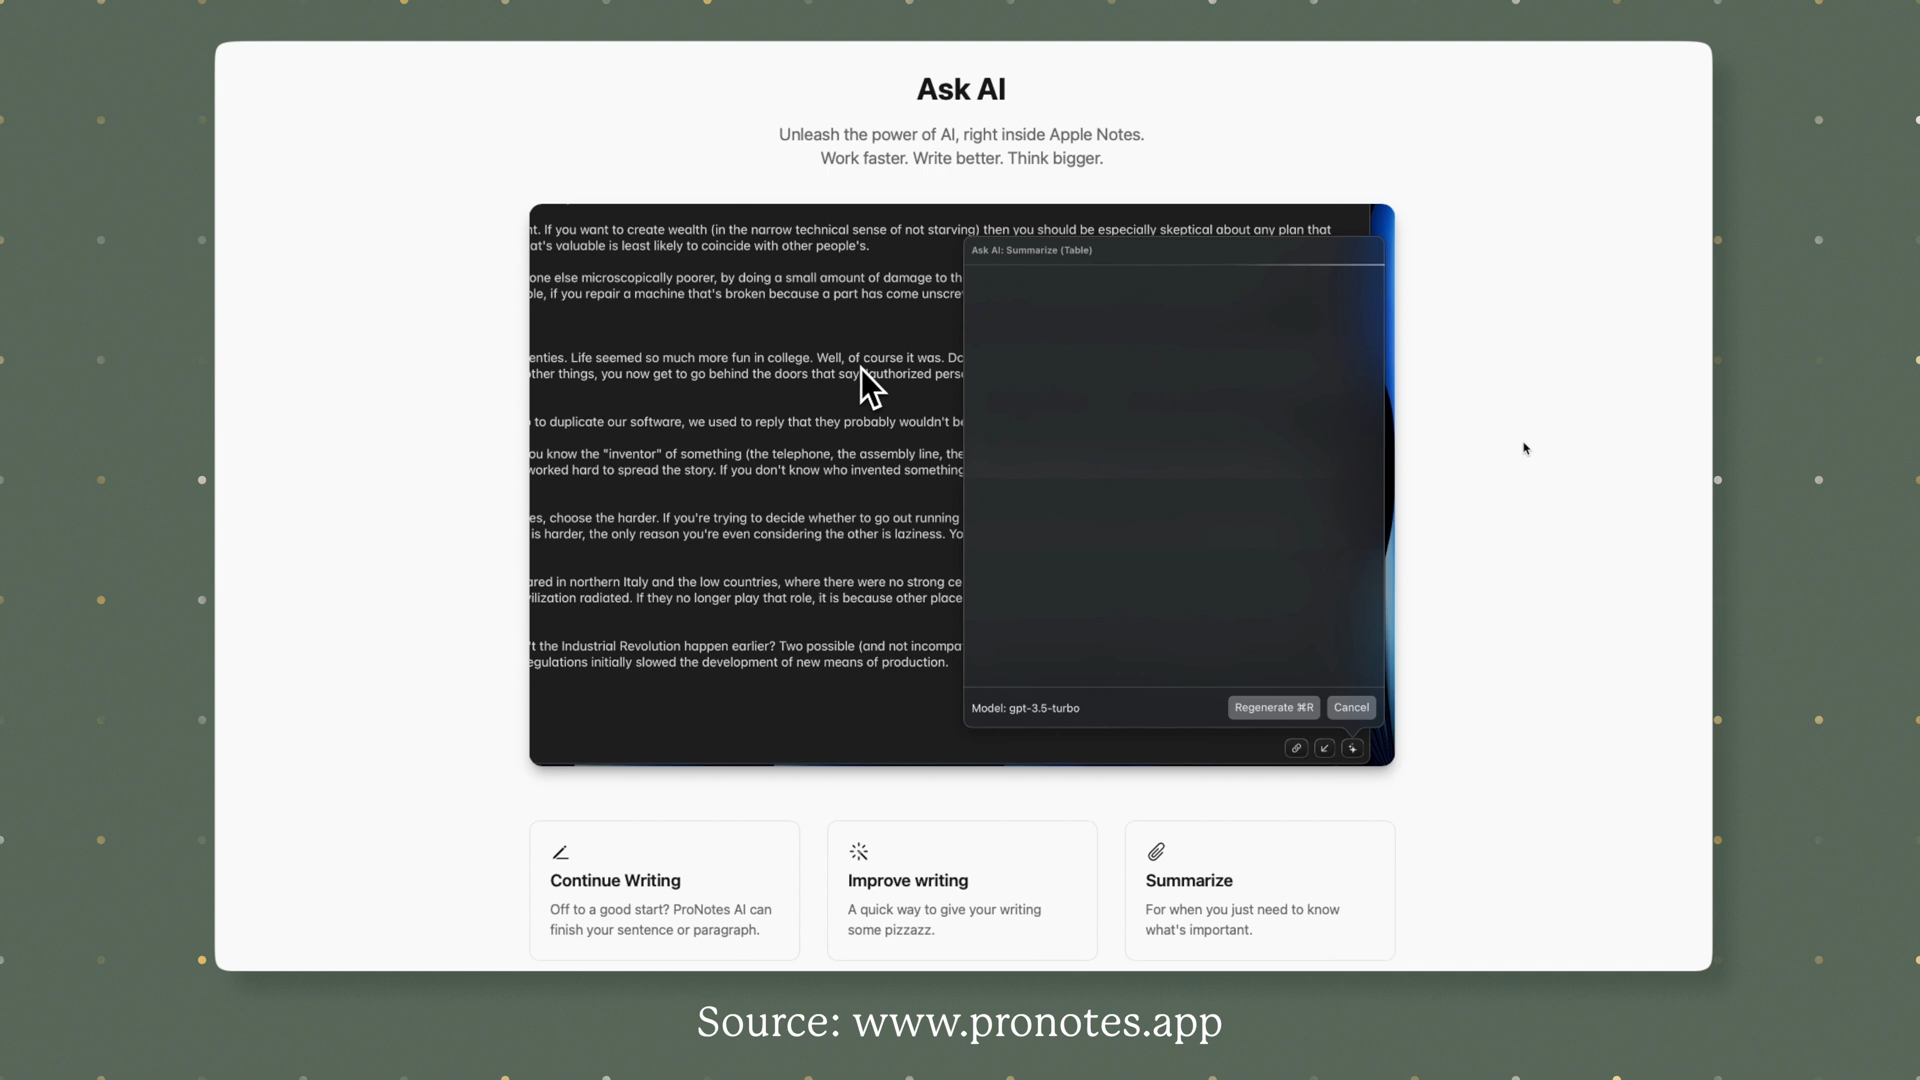 Ask AI
Unleash the power of AI, right inside Apple Notes.
Work faster. Write better. Think bigger.
nt. If you want to create wealth (in the narrow technical sense of not starving) then you should be especially skeptical about any plan that
at's valuable is least likely to coincide with other people's.
Ask AI: Summarize (Table)
one else microscopically poorer, by doing a small amount of damage to th
ble, if you repair a machine that's broken because a part has come unscre
enties. Life seemed so much more fun in college. Well, of course it was. Do
other things, you now get to go behind the doors that say authorized perso
to duplicate our software, we used to reply that they probably wouldn't be
ou know the "inventor" of something (the telephone, the assembly line, the
worked hard to spread the story. If you don't know who invented something
es, choose the harder. If you're trying to decide whether to go out running
is harder, the only reason you're even considering the other is laziness. Yo
ared in northern Italy and the low countries, where there were no strong ce
ilization radiated. If they no longer play that role, it is because other place
't the Industrial Revolution happen earlier? Two possible (and not incompa
egulations initially slowed the development of new means of production.
Model: gpt-3.5-turbo
Regenerate ⌘R
Cancel
Continue Writing
Off to a good start? ProNotes AI can
finish your sentence or paragraph.
Improve writing
A quick way to give your writing
some pizzazz.
Summarize
For when you just need to know
what's important.
Source: www.pronotes.app